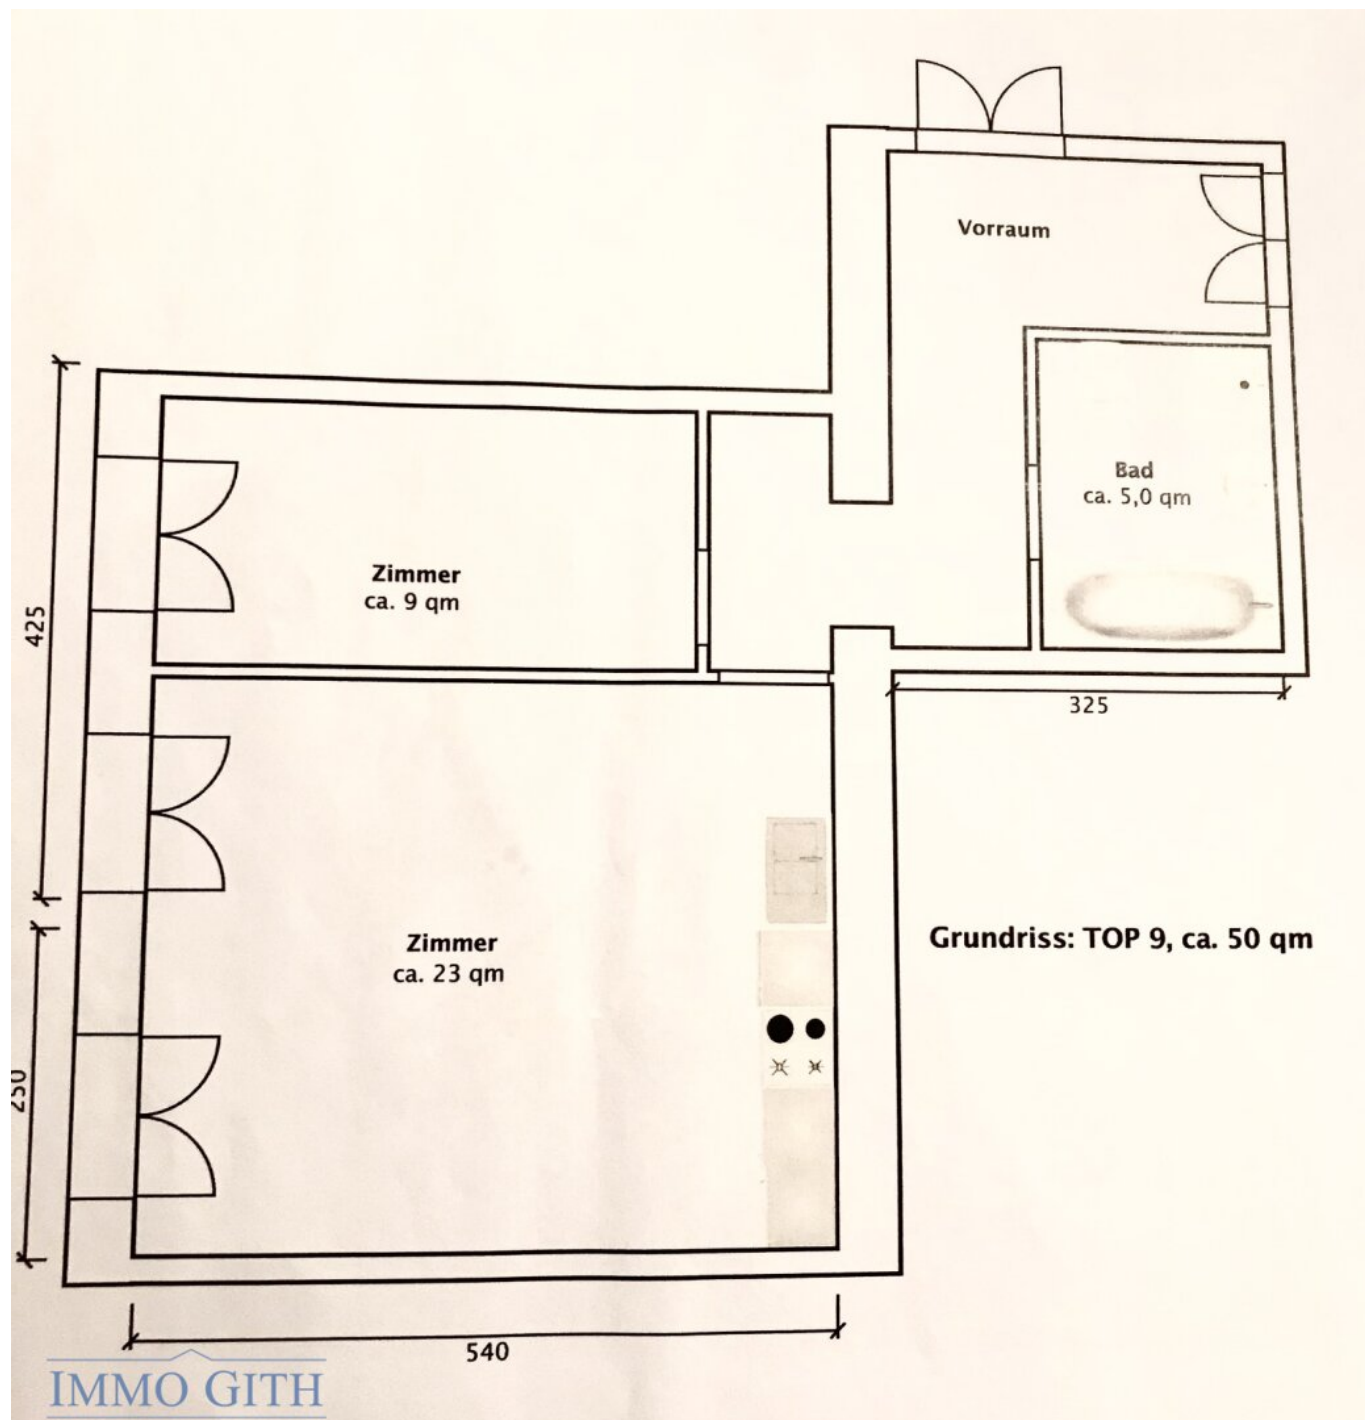 Vorraum
Bad
ca. 5,0 qm
Zimmer
ca. 9 qm
425
325
Zimmer
ca. 23 qm
Grundriss: TOP 9, ca. 50 qm
250
540
IMMO GITH